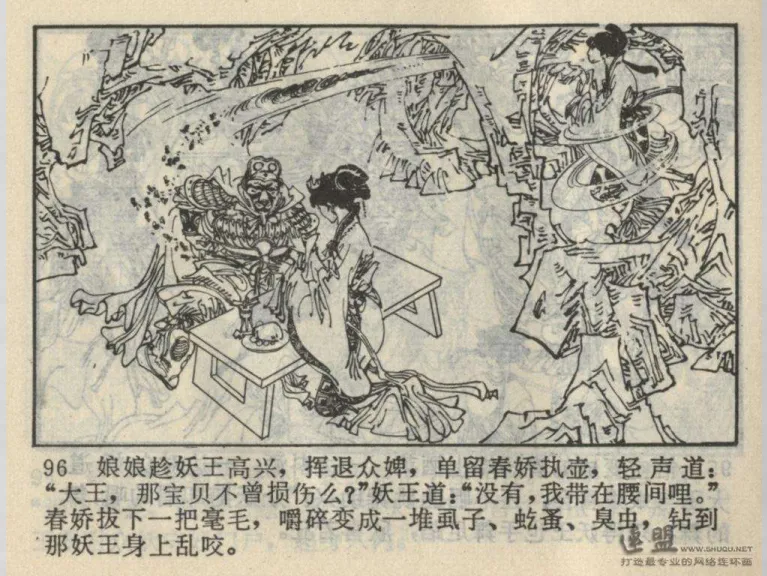 96 娘娘趁妖王高兴，挥退众婢，单留春娇执壶，轻声道：
“大王，那宝贝不曾损伤么？”妖王道：“没有，我带在腰间哩。”
春娇拔下一把毫毛，嚼碎变成一堆虱子、虼蚤、臭虫，钻到
那妖王身上乱咬。
连盟 WWW.SHUQU.NET
打造最专业的网络连环画